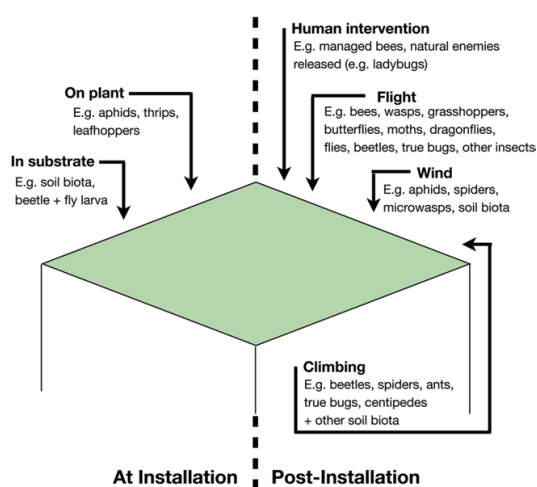 Human intervention
E.g. managed bees, natural enemies
released (e.g. ladybugs)
On plant
E.g. aphids, thrips,
leafhoppers
Flight
E.g. bees, wasps, grasshoppers,
butterflies, moths, dragonflies,
flies, beetles, true bugs, other insects
In substrate
E.g. soil biota,
beetle + fly larva
Wind
E.g. aphids, spiders,
microwasps, soil biota
Climbing
E.g. beetles, spiders, ants,
true bugs, centipedes
+ other soil biota
At Installation
Post-Installation